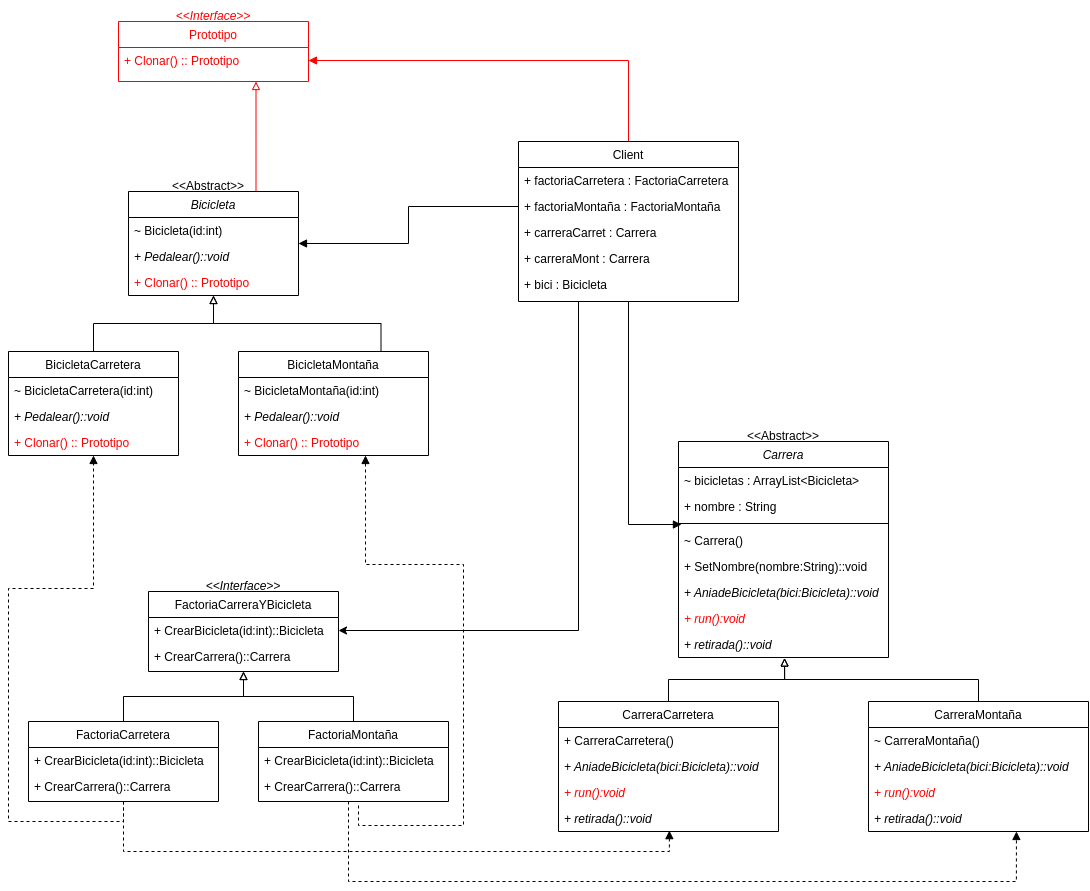 <<Interface>>
Prototipo
+ Clonar() :: Prototipo
Client
+ factoriaCarretera : FactoriaCarretera
+ factoriaMontaña : FactoriaMontaña
+ carreraCarret : Carrera
+ carreraMont : Carrera
+ bici : Bicicleta
<<Abstract>>
Bicicleta
~ Bicicleta(id:int)
+ Pedalear()::void
+ Clonar() :: Prototipo
BicicletaCarretera
~ BicicletaCarretera(id:int)
+ Pedalear()::void
+ Clonar() :: Prototipo
BicicletaMontaña
~ BicicletaMontaña(id:int)
+ Pedalear()::void
+ Clonar() :: Prototipo
<<Abstract>>
Carrera
~ bicicletas : ArrayList<Bicicleta>
+ nombre : String
~ Carrera()
+ SetNombre(nombre:String)::void
+ AniadeBicicleta(bici:Bicicleta)::void
+ run():void
+ retirada()::void
<<Interface>>
FactoriaCarreraYBicicleta
+ CrearBicicleta(id:int)::Bicicleta
+ CrearCarrera()::Carrera
FactoriaCarretera
+ CrearBicicleta(id:int)::Bicicleta
+ CrearCarrera()::Carrera
FactoriaMontaña
+ CrearBicicleta(id:int)::Bicicleta
+ CrearCarrera()::Carrera
CarreraCarretera
+ CarreraCarretera()
+ AniadeBicicleta(bici:Bicicleta)::void
+ run():void
+ retirada()::void
CarreraMontaña
~ CarreraMontaña()
+ AniadeBicicleta(bici:Bicicleta)::void
+ run():void
+ retirada()::void